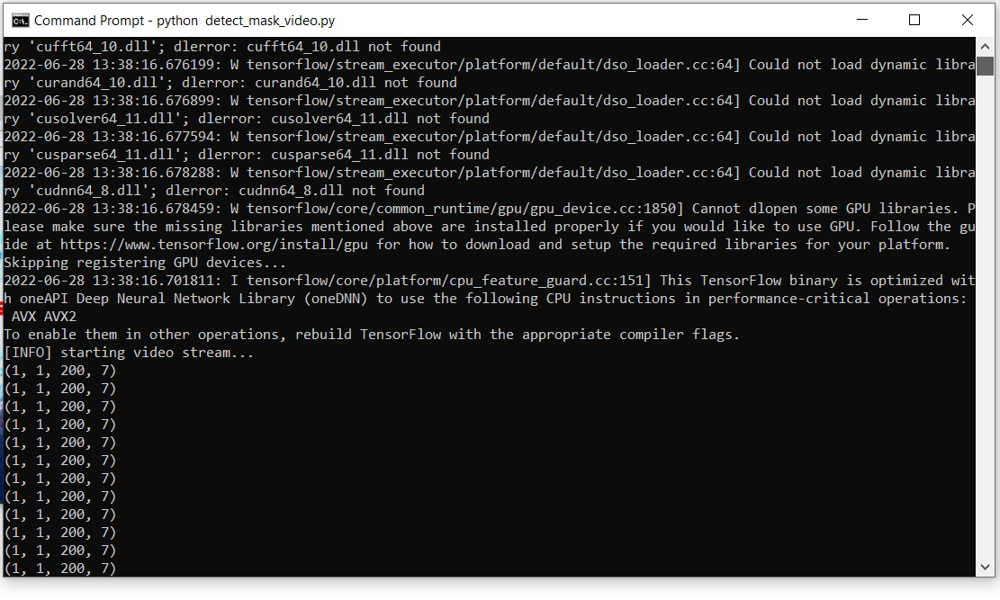 Command Prompt - python  detect_mask_video.py
ry 'cufft64_10.dll'; dlerror: cufft64_10.dll not found
2022-06-28 13:38:16.676199: W tensorflow/stream_executor/platform/default/dso_loader.cc:64] Could not load dynamic libra
ry 'curand64_10.dll'; dlerror: curand64_10.dll not found
2022-06-28 13:38:16.676899: W tensorflow/stream_executor/platform/default/dso_loader.cc:64] Could not load dynamic libra
ry 'cusolver64_11.dll'; dlerror: cusolver64_11.dll not found
2022-06-28 13:38:16.677594: W tensorflow/stream_executor/platform/default/dso_loader.cc:64] Could not load dynamic libra
ry 'cusparse64_11.dll'; dlerror: cusparse64_11.dll not found
2022-06-28 13:38:16.678288: W tensorflow/stream_executor/platform/default/dso_loader.cc:64] Could not load dynamic libra
ry 'cudnn64_8.dll'; dlerror: cudnn64_8.dll not found
2022-06-28 13:38:16.678459: W tensorflow/core/common_runtime/gpu/gpu_device.cc:1850] Cannot dlopen some GPU libraries. P
lease make sure the missing libraries mentioned above are installed properly if you would like to use GPU. Follow the gu
ide at https://www.tensorflow.org/install/gpu for how to download and setup the required libraries for your platform.
Skipping registering GPU devices...
2022-06-28 13:38:16.701811: I tensorflow/core/platform/cpu_feature_guard.cc:151] This TensorFlow binary is optimized wit
h oneAPI Deep Neural Network Library (oneDNN) to use the following CPU instructions in performance-critical operations:
 AVX AVX2
To enable them in other operations, rebuild TensorFlow with the appropriate compiler flags.
[INFO] starting video stream...
(1, 1, 200, 7)
(1, 1, 200, 7)
(1, 1, 200, 7)
(1, 1, 200, 7)
(1, 1, 200, 7)
(1, 1, 200, 7)
(1, 1, 200, 7)
(1, 1, 200, 7)
(1, 1, 200, 7)
(1, 1, 200, 7)
(1, 1, 200, 7)
(1, 1, 200, 7)